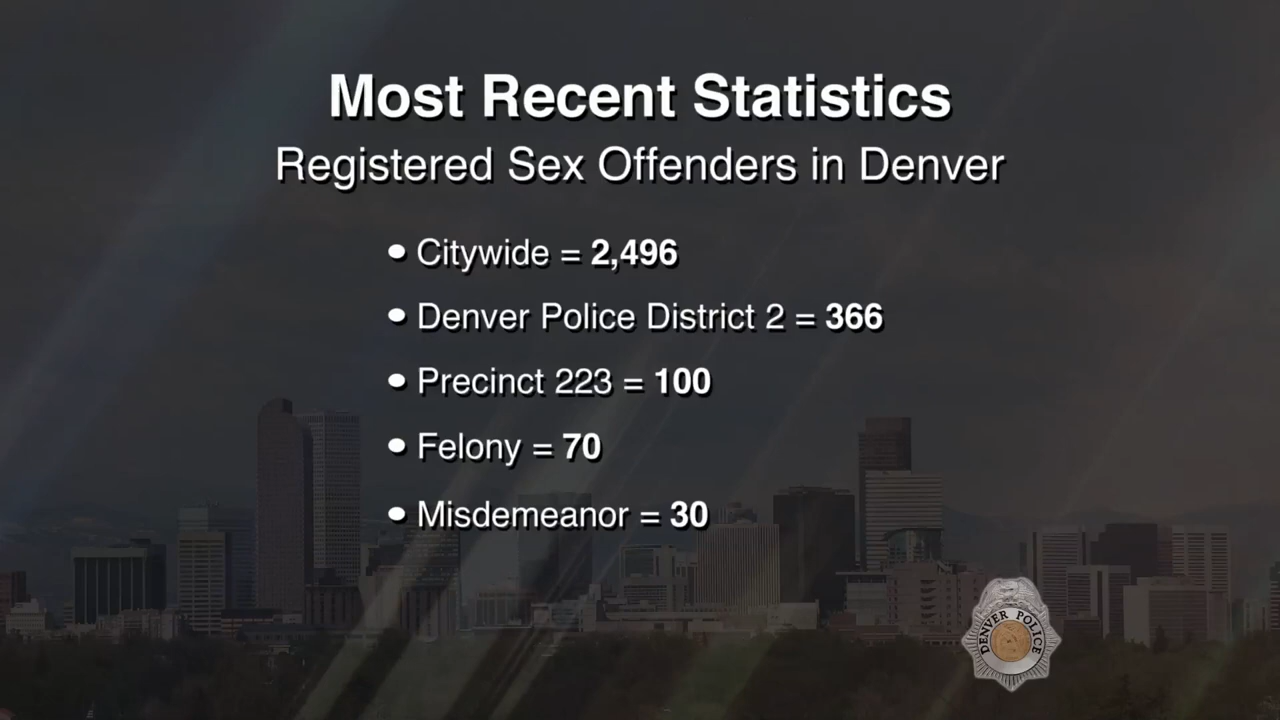 Most Recent Statistics
Registered Sex Offenders in Denver
• Citywide = 2,496
• Denver Police District 2 = 366
• Precinct 223 = 100
• Felony = 70
• Misdemeanor = 30
DENVER POLICE